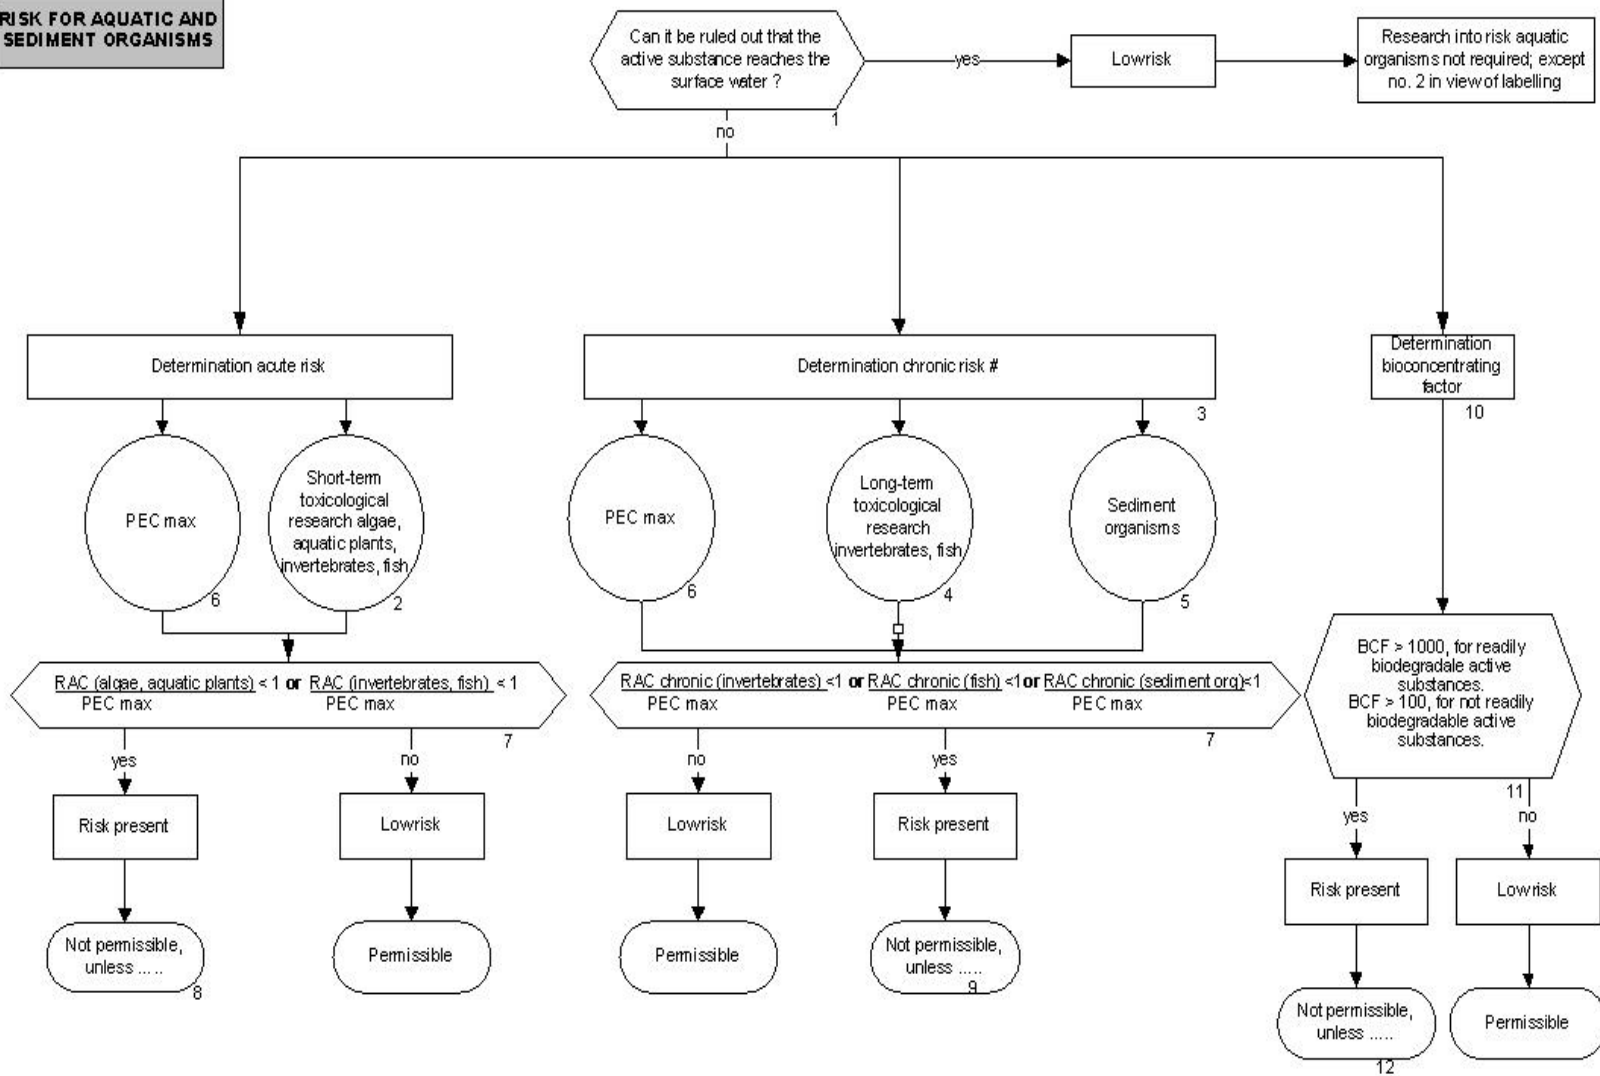 RISK FOR AQUATIC AND
SEDIMENT ORGANISMS
Can it be ruled out that the
active substance reaches the
surface water ?
1
yes
Lowrisk
Research into risk aquatic
organisms not required; except
no. 2 in view of labelling
no
Determination acute risk
Determination chronic risk #
3
Determination
bioconcentrating
factor
10
PEC max
6
Short-term
toxicological
research algae,
aquatic plants,
invertebrates, fish
2
PEC max
6
Long-term
toxicological
research
invertebrates, fish
4
Sediment
organisms
5
RAC (algae, aquatic plants) < 1 or RAC (invertebrates, fish) < 1
PEC max PEC max
7
RAC chronic (invertebrates) <1 or RAC chronic (fish) <1 or RAC chronic (sediment org)<1
PEC max PEC max PEC max
7
BCF > 1000, for readily
biodegradale active
substances.
BCF > 100, for not readily
biodegradable active
substances.
11
yes
no
no
yes
yes
no
Risk present
Lowrisk
Lowrisk
Risk present
Risk present
Lowrisk
Not permissible,
unless .....
8
Permissible
Permissible
Not permissible,
unless .....
9
Not permissible,
unless .....
12
Permissible